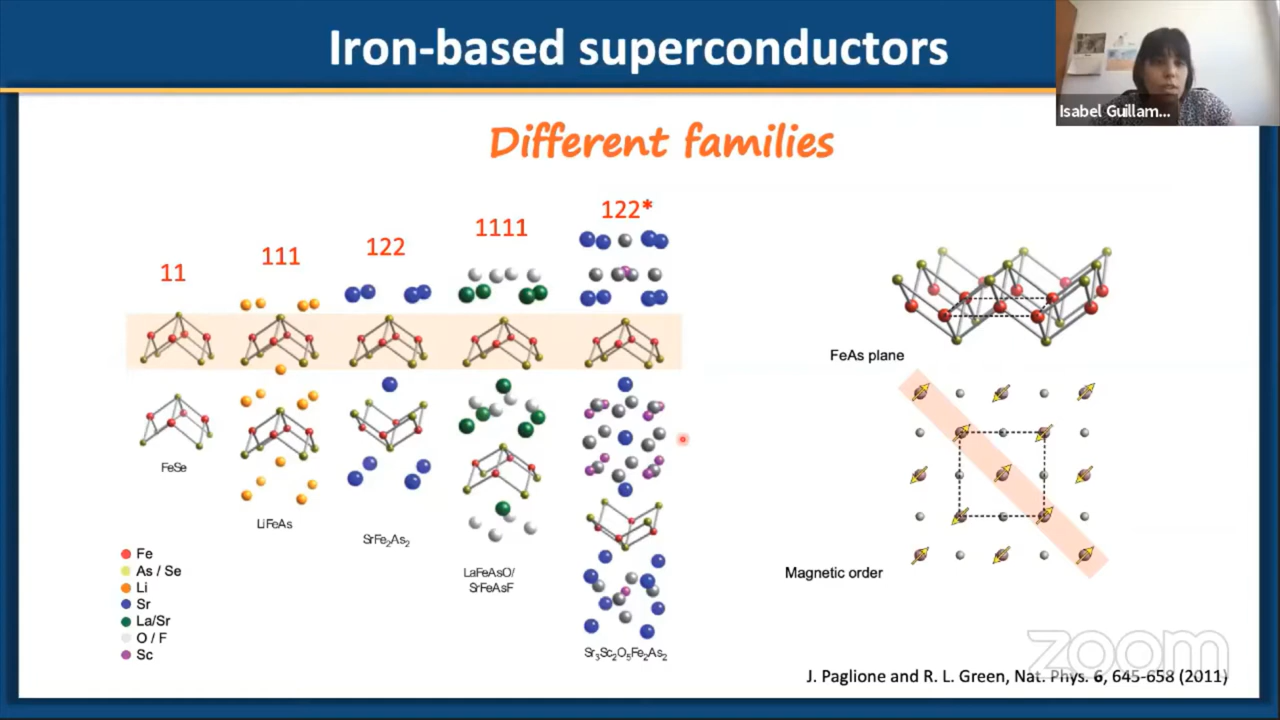 Iron-based superconductors
Isabel Guillam...
Different families
11
111
122
1111
122*
FeSe
LiFeAs
SrFe₂As₂
LaFeAsO/
SrFeAsF
Sr₃Sc₂O₅Fe₂As₂
Fe
As / Se
Li
Sr
La/Sr
O / F
Sc
FeAs plane
Magnetic order
zoom
J. Paglione and R. L. Green, Nat. Phys. 6, 645-658 (2011)